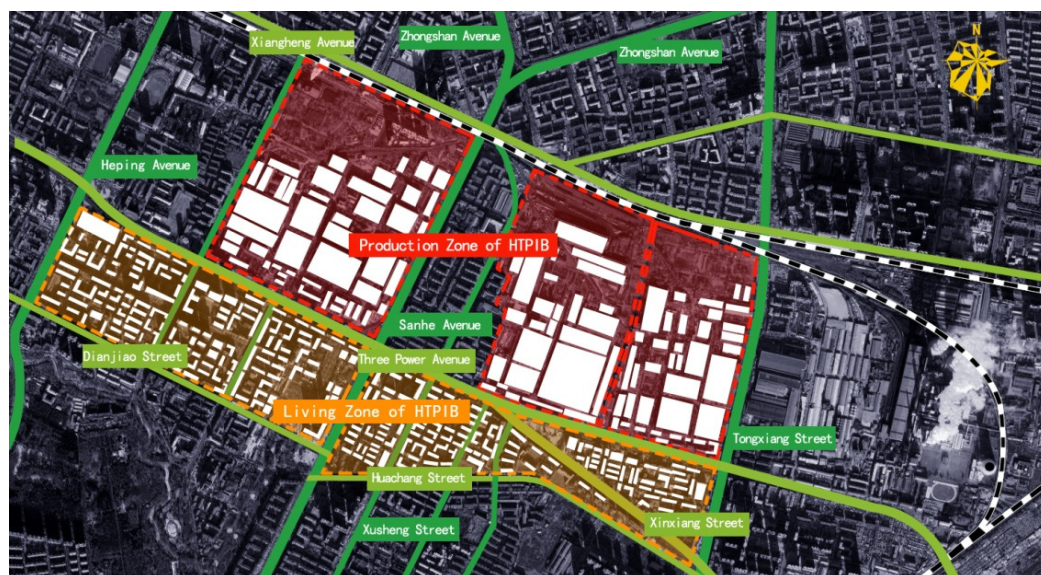 Xiangheng Avenue
Zhongshan Avenue
Zhongshan Avenue
N
Heping Avenue
Production Zone of HTPIB
Sanhe Avenue
Dianjiao Street
Three Power Avenue
Living Zone of HTPIB
Tongxiang Street
Huachang Street
Xusheng Street
Xinxiang Street